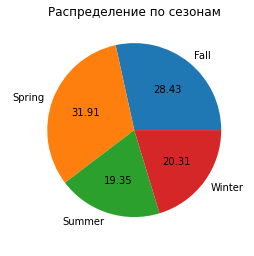 Распределение по сезонам
Fall
28.43
Spring
31.91
19.35
20.31
Summer
Winter